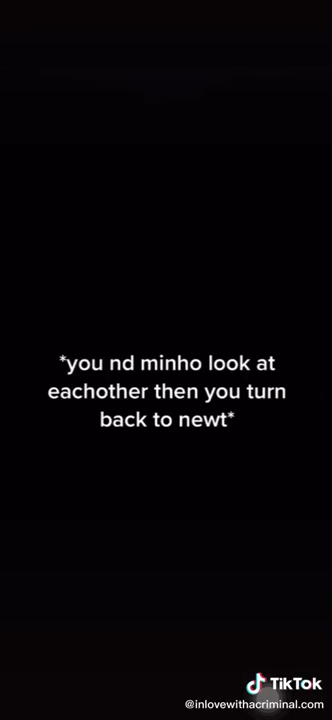 *you nd minho look at
eachother then you turn
back to newt*
TikTok
@inlovewithacriminal.com